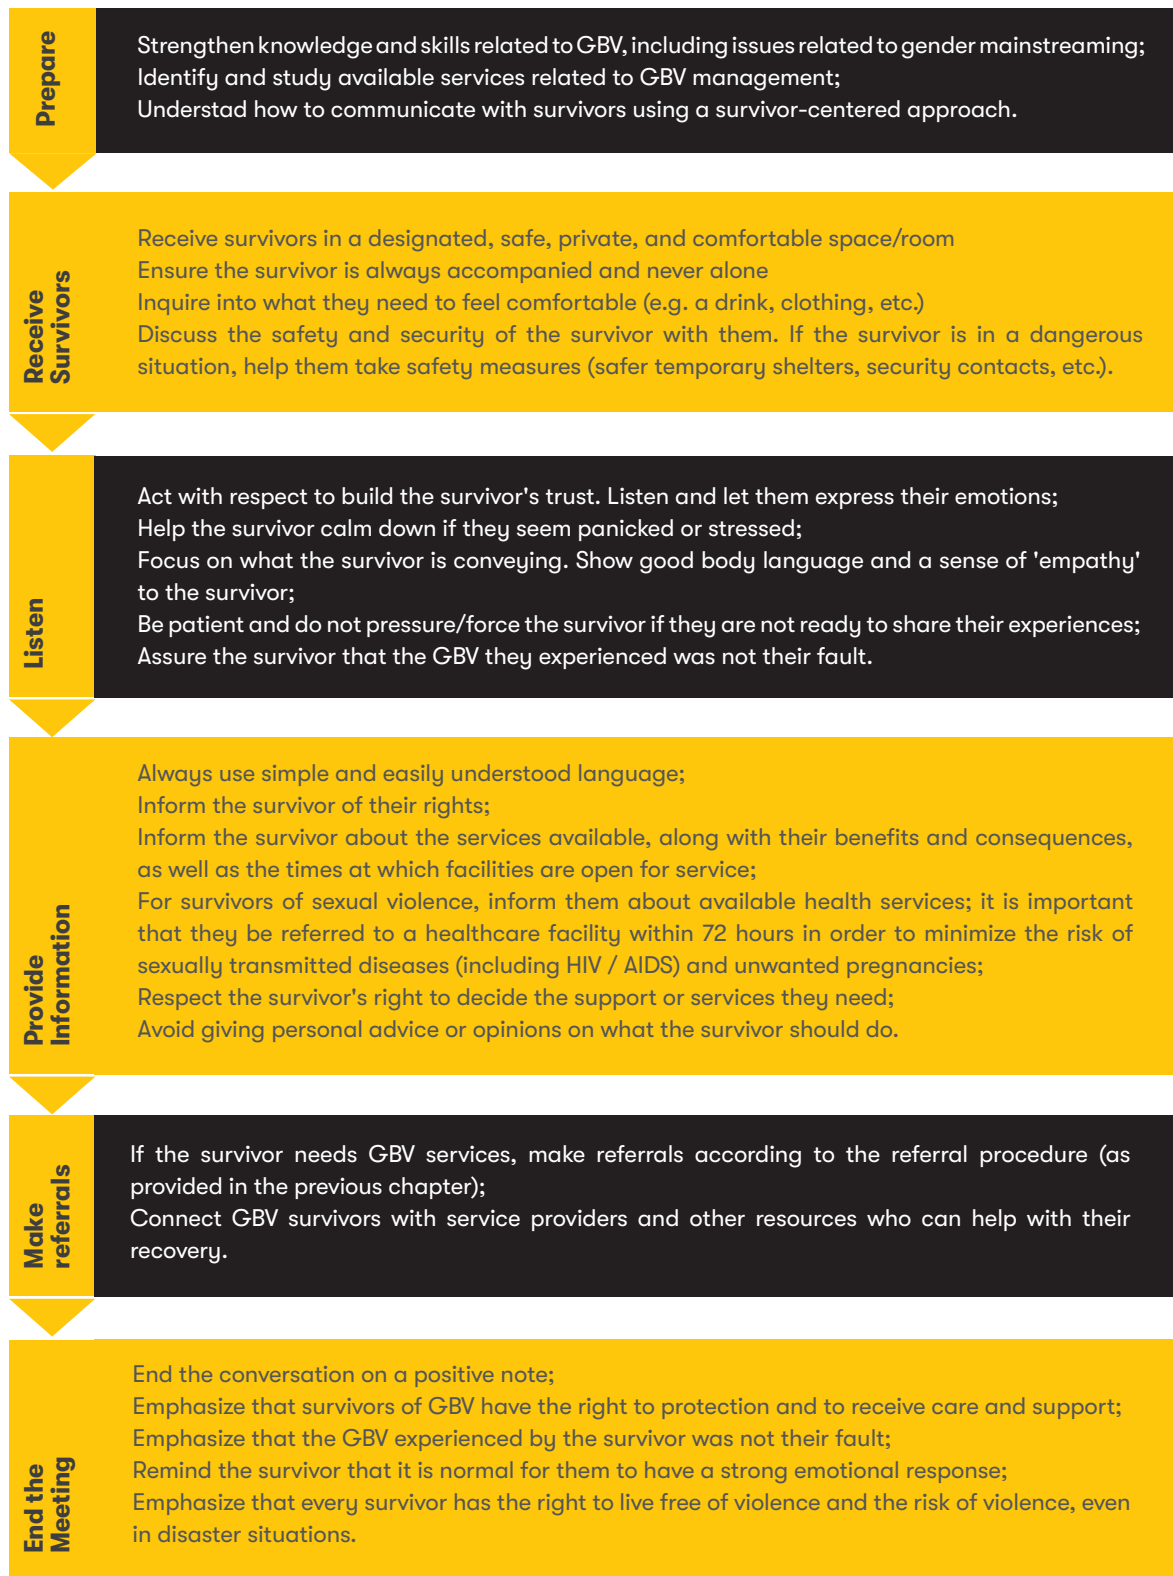 Prepare
Strengthen knowledge and skills related to GBV, including issues related to gender mainstreaming;
Identify and study available services related to GBV management;
Understad how to communicate with survivors using a survivor-centered approach.
Receive
Survivors
Receive survivors in a designated, safe, private, and comfortable space/room
Ensure the survivor is always accompanied and never alone
Inquire into what they need to feel comfortable (e.g. a drink, clothing, etc.)
Discuss the safety and security of the survivor with them. If the survivor is in a dangerous
situation, help them take safety measures (safer temporary shelters, security contacts, etc.).
Listen
Act with respect to build the survivor's trust. Listen and let them express their emotions;
Help the survivor calm down if they seem panicked or stressed;
Focus on what the survivor is conveying. Show good body language and a sense of 'empathy'
to the survivor;
Be patient and do not pressure/force the survivor if they are not ready to share their experiences;
Assure the survivor that the GBV they experienced was not their fault.
Provide
Information
Always use simple and easily understood language;
Inform the survivor of their rights;
Inform the survivor about the services available, along with their benefits and consequences,
as well as the times at which facilities are open for service;
For survivors of sexual violence, inform them about available health services; it is important
that they be referred to a healthcare facility within 72 hours in order to minimize the risk of
sexually transmitted diseases (including HIV / AIDS) and unwanted pregnancies;
Respect the survivor's right to decide the support or services they need;
Avoid giving personal advice or opinions on what the survivor should do.
Make
referrals
If the survivor needs GBV services, make referrals according to the referral procedure (as
provided in the previous chapter);
Connect GBV survivors with service providers and other resources who can help with their
recovery.
End the
Meeting
End the conversation on a positive note;
Emphasize that survivors of GBV have the right to protection and to receive care and support;
Emphasize that the GBV experienced by the survivor was not their fault;
Remind the survivor that it is normal for them to have a strong emotional response;
Emphasize that every survivor has the right to live free of violence and the risk of violence, even
in disaster situations.